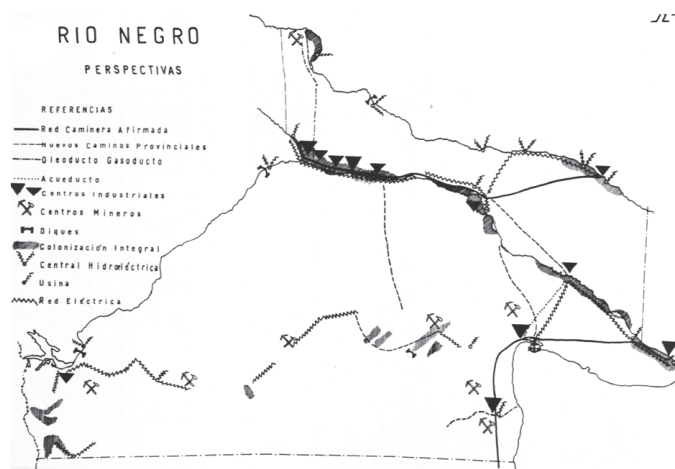 RIO NEGRO
PERSPECTIVAS
REFERENCIAS
Red Caminera Afirmada
Nuevos Caminos Provinciales
Oleoducto Gasoducto
Acueducto
Centros Industriales
Centros Mineros
Diques
Colonización Integral
Central Hidroeléctrica
Usina
Red Eléctrica